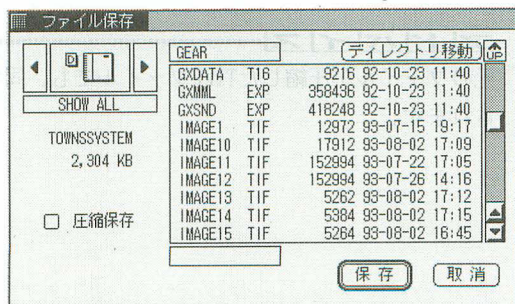 ファイル保存
D
SHOW ALL
TOWNSSYSTEM
2,304 KB
圧縮保存
GEAR
ディレクトリ移動
UP
GXDATA T16 9216 92-10-23 11:40
GXMML EXP 358436 92-10-23 11:40
GXSND EXP 418248 92-10-23 11:40
IMAGE1 TIF 12972 93-07-15 19:17
IMAGE10 TIF 17912 93-08-02 17:09
IMAGE11 TIF 152994 93-07-22 17:05
IMAGE12 TIF 152994 93-07-26 14:16
IMAGE13 TIF 5262 93-08-02 17:12
IMAGE14 TIF 5384 93-08-02 17:15
IMAGE15 TIF 5264 93-08-02 16:45
保存
取消